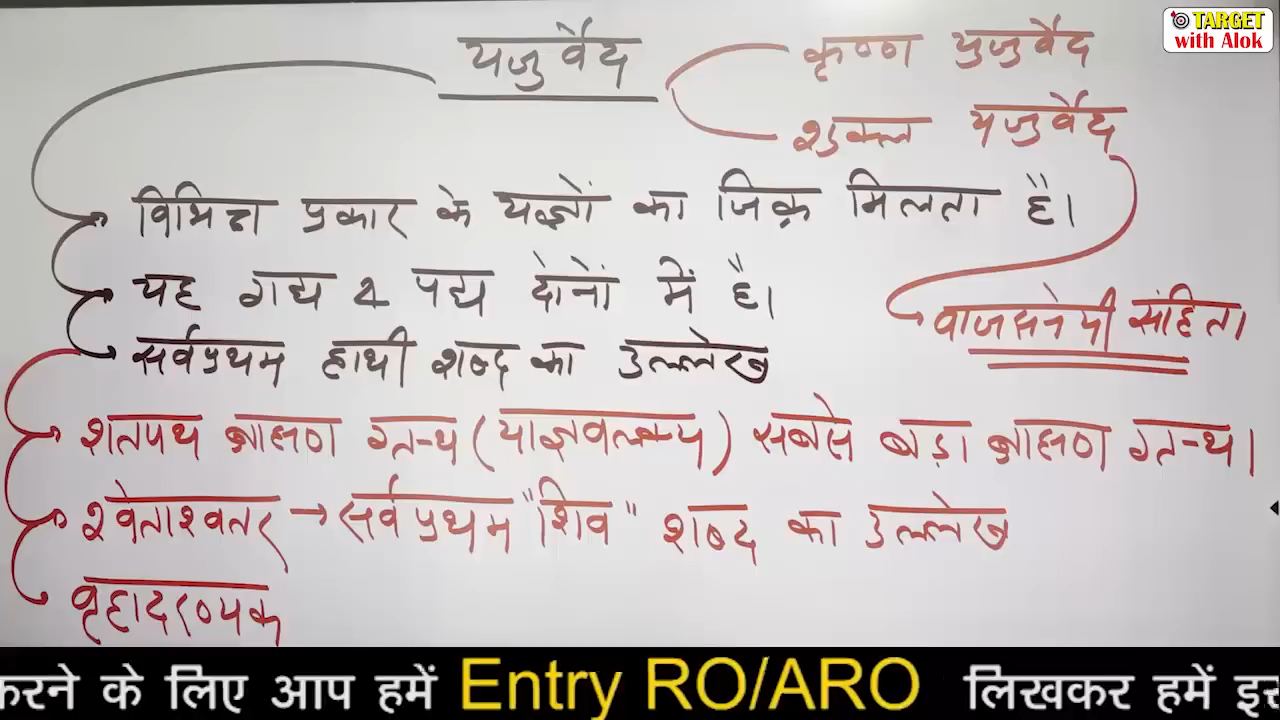 TARGET
with Alok
यजुर्वेद
कृष्ण यजुर्वेद
शुक्ल यजुर्वेद
विभिन्न प्रकार के यज्ञों का जिक्र मिलता है।
यह गद्य व पद्य दोनों में है।
वाजसनेयी संहिता
सर्वप्रथम हाथी शब्द का उल्लेख
शतपथ ब्राह्मण ग्रन्थ (याज्ञवल्क्य) सबसे बड़ा ब्राह्मण ग्रन्थ।
श्वेताश्वतर → सर्वप्रथम "शिव" शब्द का उल्लेख
वृहादरण्यक
करने के लिए आप हमें Entry RO/ARO लिखकर हमें